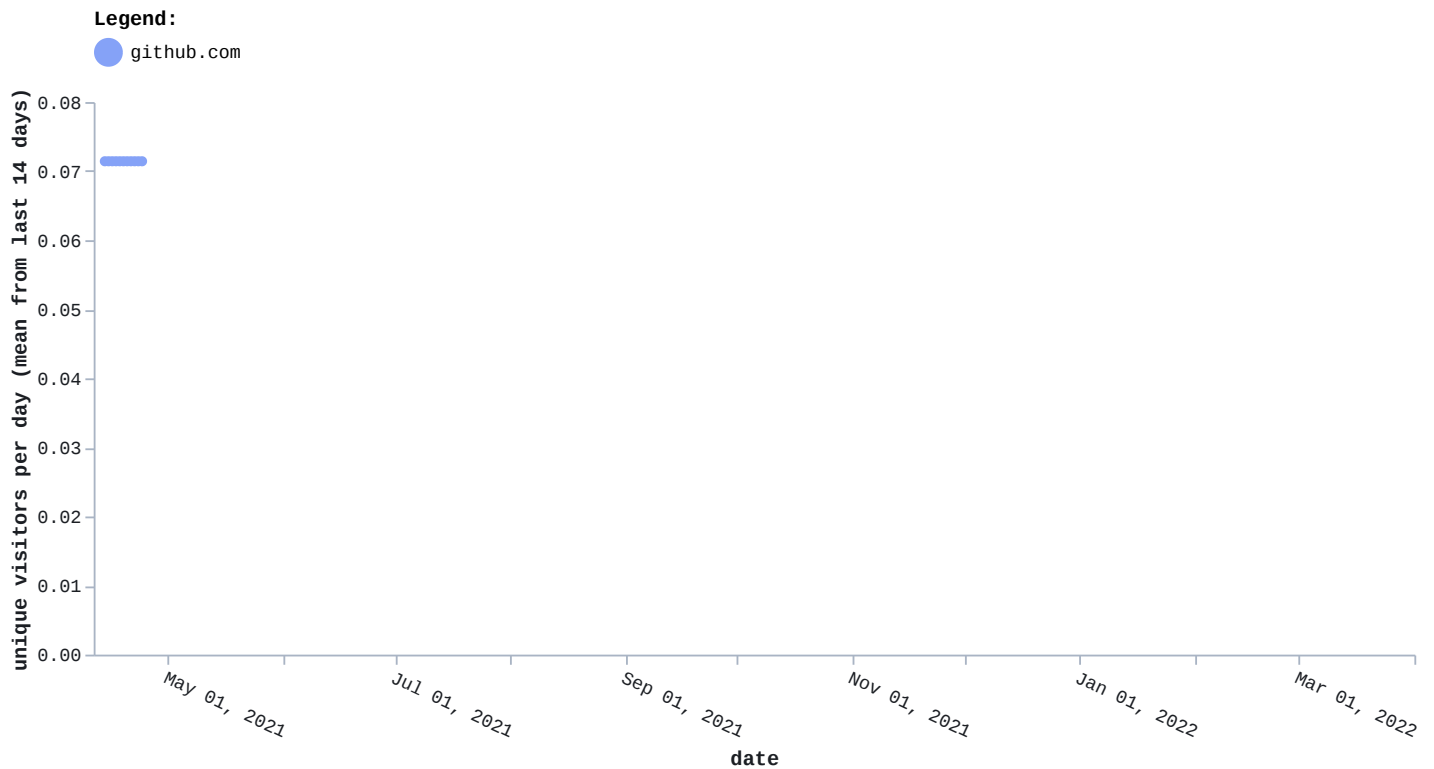 Legend:
github.com
unique visitors per day (mean from last 14 days)
0.08
0.07
0.06
0.05
0.04
0.03
0.02
0.01
0.00
May 01, 2021
Jul 01, 2021
Sep 01, 2021
Nov 01, 2021
Jan 01, 2022
Mar 01, 2022
date